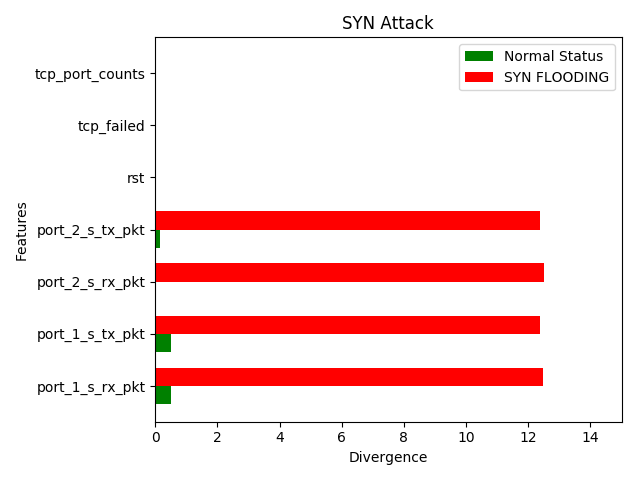 SYN Attack
Normal Status
SYN FLOODING
tcp_port_counts
tcp_failed
rst
port_2_s_tx_pkt
port_2_s_rx_pkt
port_1_s_tx_pkt
port_1_s_rx_pkt
Features
0 2 4 6 8 10 12 14
Divergence